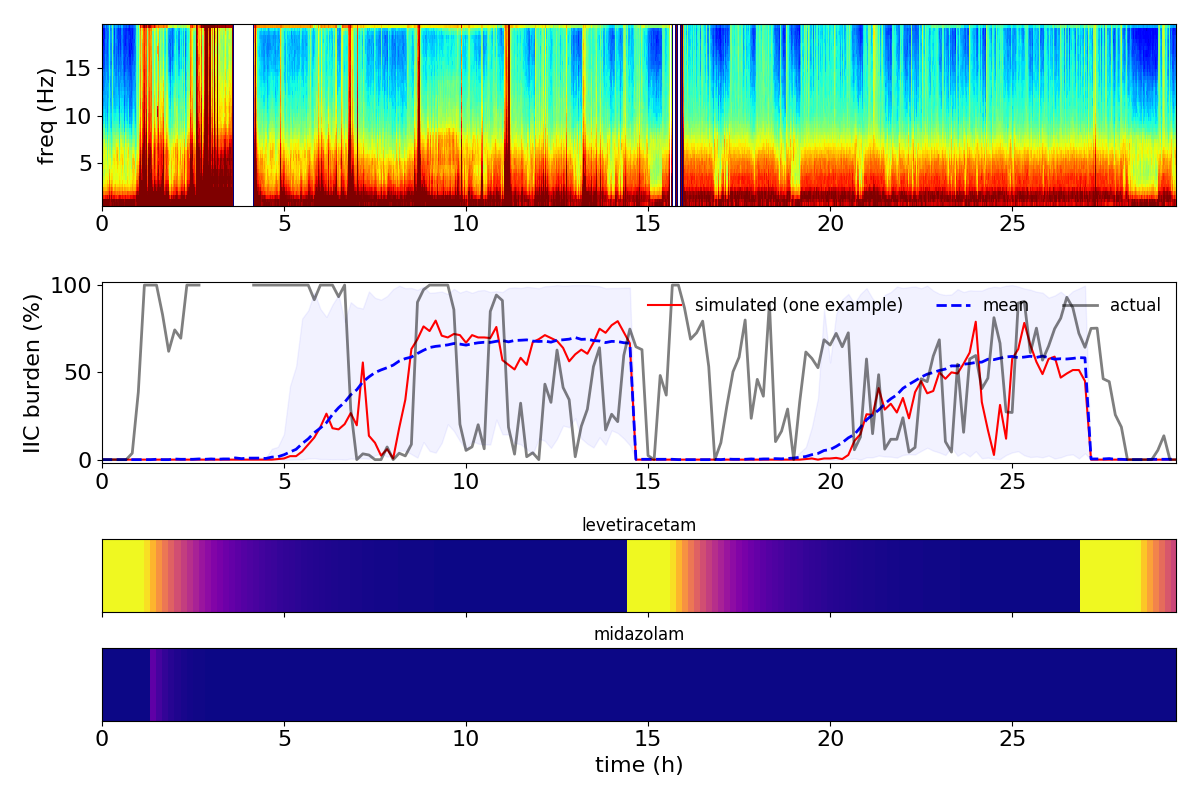 freq (Hz)
15
10
5
0 5 10 15 20 25
IIC burden (%)
100
50
0
simulated (one example) mean actual
0 5 10 15 20 25
levetiracetam
midazolam
0 5 10 15 20 25
time (h)